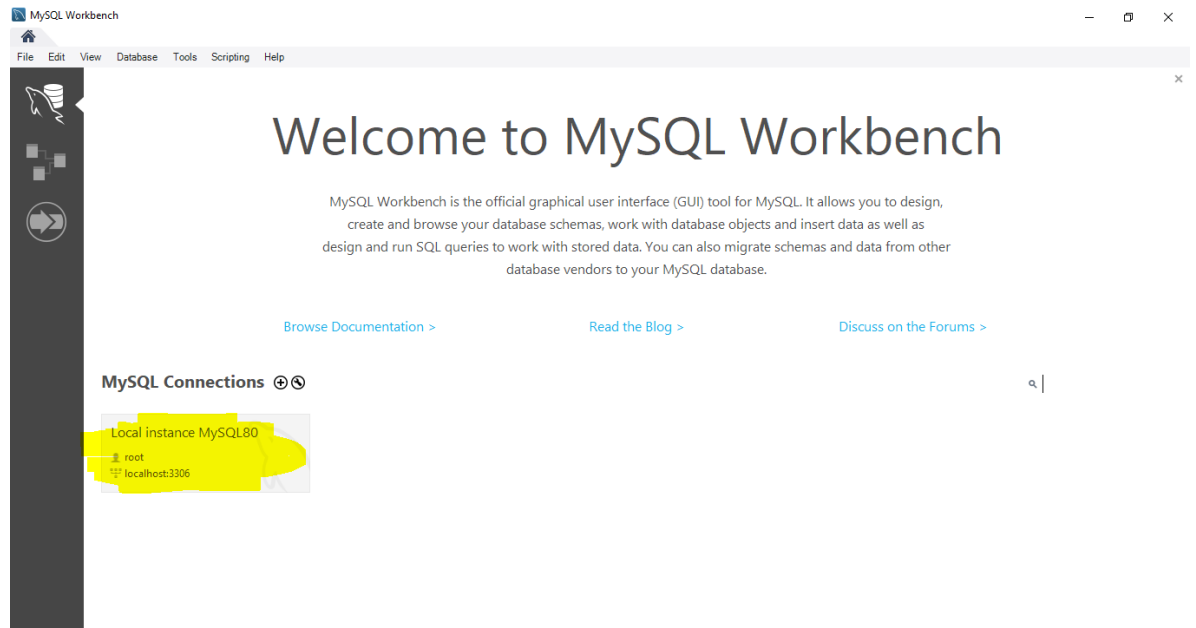 MySQL Workbench
File Edit View Database Tools Scripting Help
Welcome to MySQL Workbench
MySQL Workbench is the official graphical user interface (GUI) tool for MySQL. It allows you to design,
create and browse your database schemas, work with database objects and insert data as well as
design and run SQL queries to work with stored data. You can also migrate schemas and data from other
database vendors to your MySQL database.
Browse Documentation > Read the Blog > Discuss on the Forums >
MySQL Connections
Local instance MySQL80
root
localhost:3306